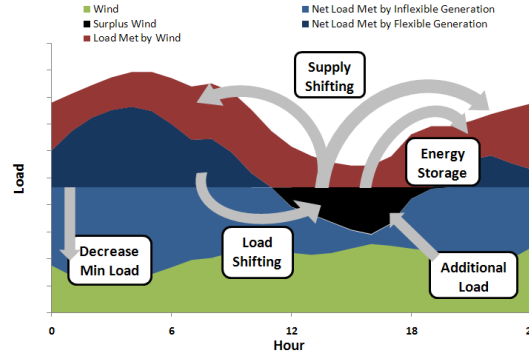 Wind
Net Load Met by Inflexible Generation
Surplus Wind
Net Load Met by Flexible Generation
Load Met by Wind
Supply
Shifting
Energy
Storage
Load
Decrease
Min Load
Load
Shifting
Additional
Load
0
6
12
18
24
Hour